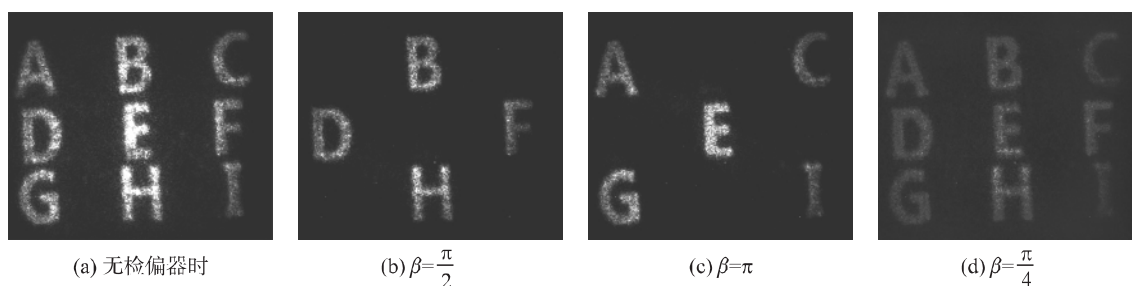 A B C
D E F
G H I
B
D F
H
A C
E
G I
A B C
D E F
G H I
(a) 无检偏器时
(b) β=π/2
(c) β=π
(d) β=π/4